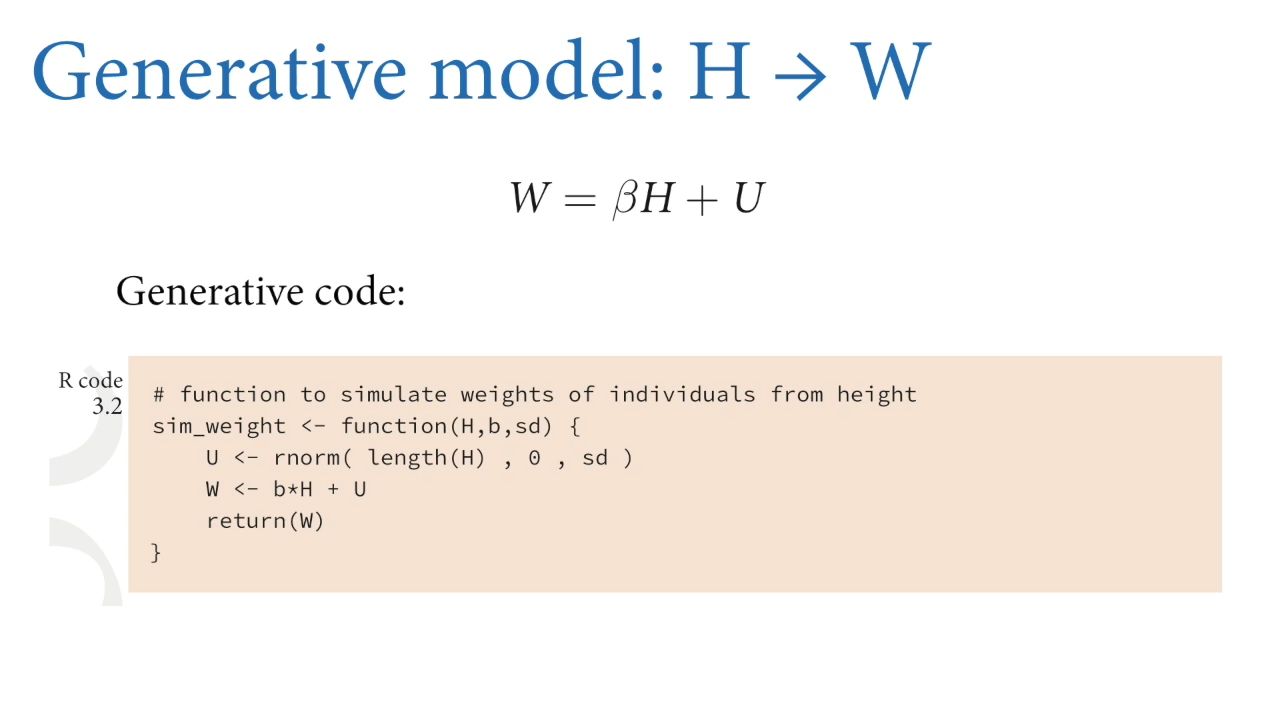 Generative model: H → W
W = βH + U
Generative code:
R code
3.2
# function to simulate weights of individuals from height
sim_weight <- function(H,b,sd) {
    U <- rnorm( length(H) , 0 , sd )
    W <- b*H + U
    return(W)
}